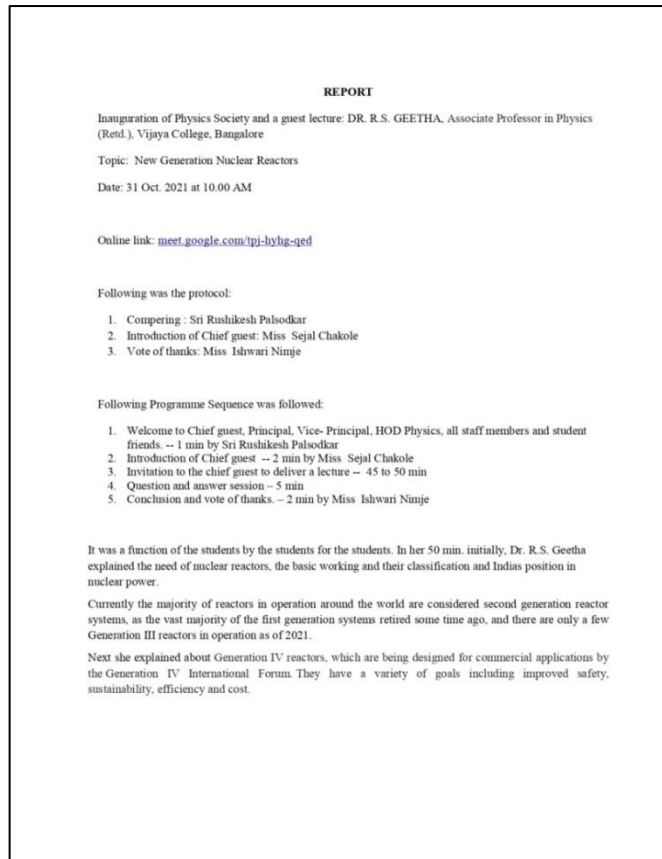 REPORT
Inauguration of Physics Society and a guest lecture: DR. R.S. GEETHA, Associate Professor in Physics
(Retd.), Vijaya College, Bangalore
Topic: New Generation Nuclear Reactors
Date: 31 Oct. 2021 at 10.00 AM
Online link: meet.google.com/tpj-hyhg-qed
Following was the protocol:
1. Compering : Sri Rushikesh Palsodkar
2. Introduction of Chief guest: Miss Sejal Chakole
3. Vote of thanks: Miss Ishwari Nimje
Following Programme Sequence was followed:
1. Welcome to Chief guest, Principal, Vice- Principal, HOD Physics, all staff members and student
friends. -- 1 min by Sri Rushikesh Palsodkar
2. Introduction of Chief guest -- 2 min by Miss Sejal Chakole
3. Invitation to the chief guest to deliver a lecture -- 45 to 50 min
4. Question and answer session – 5 min
5. Conclusion and vote of thanks. – 2 min by Miss Ishwari Nimje
It was a function of the students by the students for the students. In her 50 min. initially, Dr. R.S. Geetha
explained the need of nuclear reactors, the basic working and their classification and Indias position in
nuclear power.
Currently the majority of reactors in operation around the world are considered second generation reactor
systems, as the vast majority of the first generation systems retired some time ago, and there are only a few
Generation III reactors in operation as of 2021.
Next she explained about Generation IV reactors, which are being designed for commercial applications by
the Generation IV International Forum. They have a variety of goals including improved safety,
sustainability, efficiency and cost.